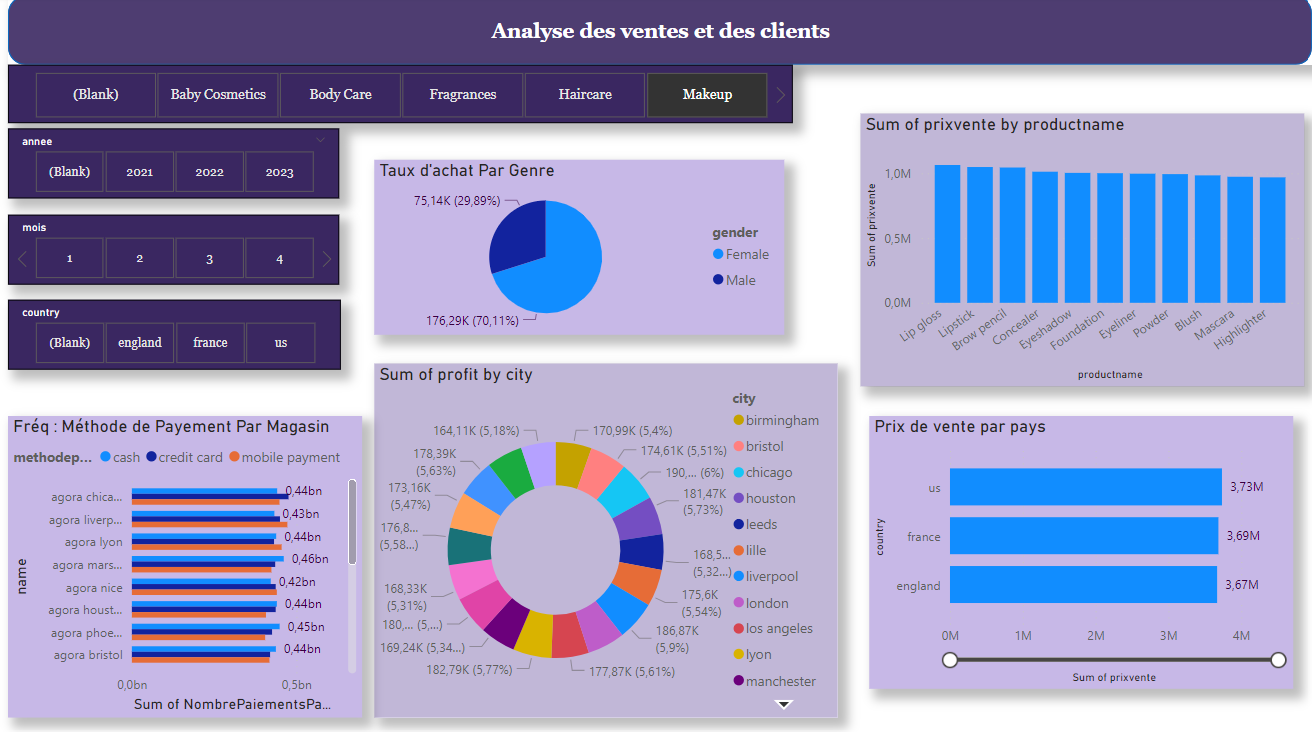 Analyse des ventes et des clients
(Blank)
Baby Cosmetics
Body Care
Fragrances
Haircare
Makeup
annee
(Blank)
2021
2022
2023
mois
1
2
3
4
country
(Blank)
england
france
us
Taux d'achat Par Genre
75,14K (29,89%)
176,29K (70,11%)
gender
Female
Male
Sum of prixvente by productname
Sum of prixvente
1,0M
0,5M
0,0M
Lip gloss
Lipstick
Brow pencil
Concealer
Eyeshadow
Foundation
Eyeliner
Powder
Blush
Mascara
Highlighter
productname
Fréq : Méthode de Payement Par Magasin
methodep... cash credit card mobile payment
name
agora chica...
0,44bn
agora liverp...
0,43bn
agora lyon
0,44bn
agora mars...
0,46bn
agora nice
0,42bn
agora houst...
0,44bn
agora phoe...
0,45bn
agora bristol
0,44bn
0,0bn
0,5bn
Sum of NombrePaiementsPa...
Sum of profit by city
170,99K (5,4%)
174,61K (5,51%)
190,... (6%)
181,47K
(5,73%)
168,5...
(5,32...)
175,6K
(5,54%)
186,87K
(5,9%)
177,87K (5,61%)
182,79K (5,77%)
169,24K (5,34...)
180,... (5,...)
168,33K
(5,31%)
176,8...
(5,58...)
173,16K
(5,47%)
178,39K
(5,63%)
164,11K (5,18%)
city
birmingham
bristol
chicago
houston
leeds
lille
liverpool
london
los angeles
lyon
manchester
Prix de vente par pays
country
us
3,73M
france
3,69M
england
3,67M
0M
1M
2M
3M
4M
Sum of prixvente